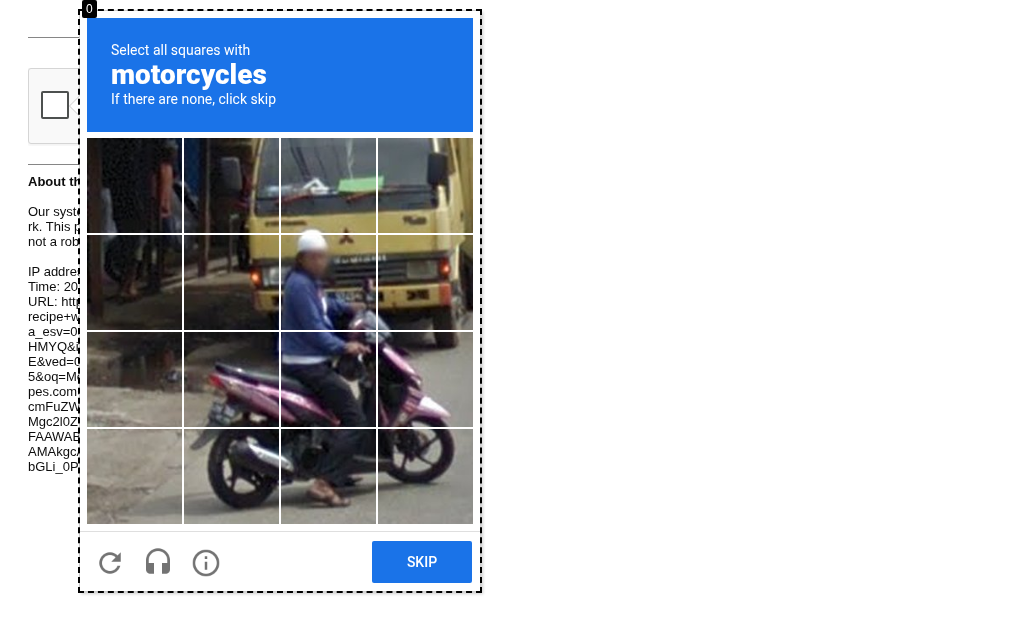 0
Select all squares with
motorcycles
If there are none, click skip
About th
Our syst
rk. This p
not a rob
IP addre
Time: 20
URL: http
recipe+w
a_esv=0
HMYQ&
E&ved=0
5&oq=M
pes.com
cmFuZW
Mgc2l0Z
FAAWAB
AMAkgc
bGLi_0P
SKIP